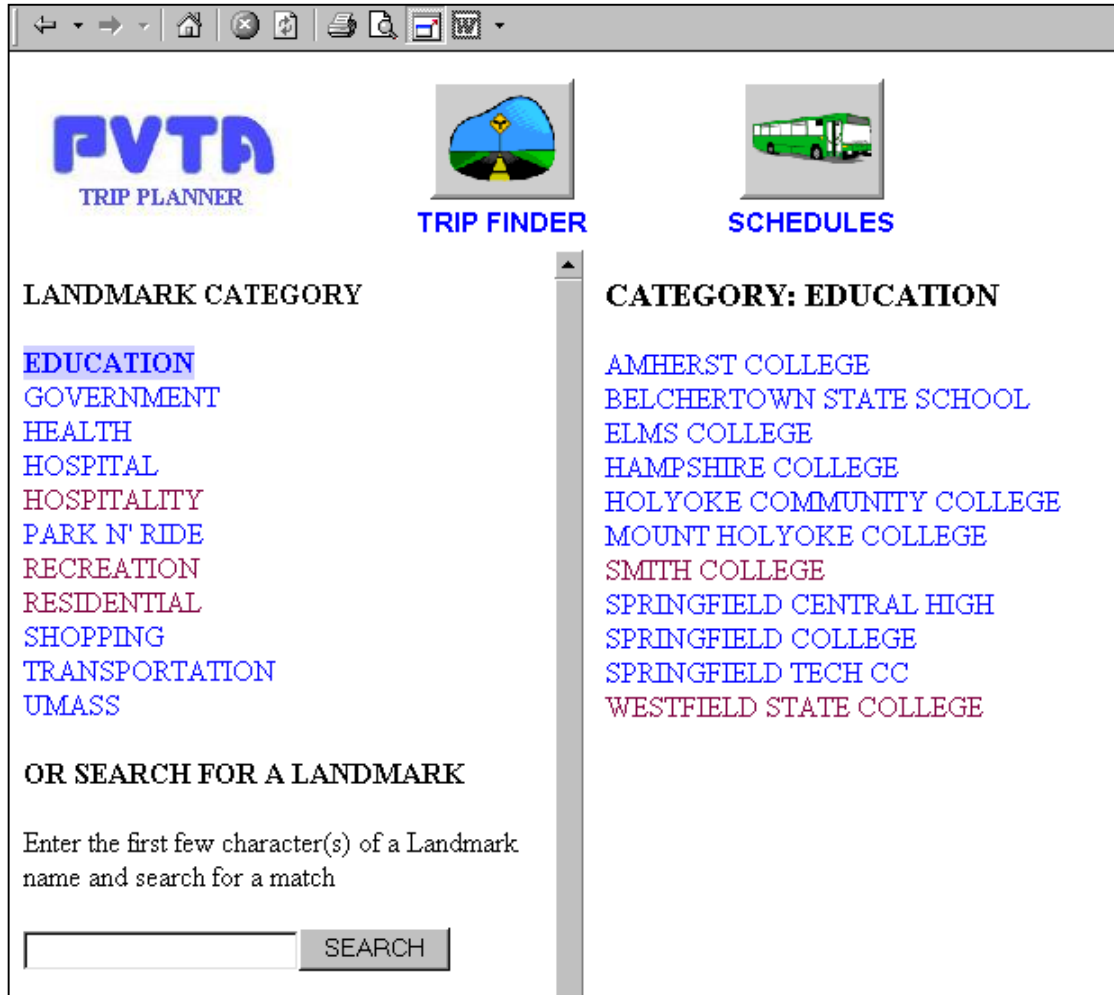 PVTA
TRIP PLANNER
TRIP FINDER
SCHEDULES
LANDMARK CATEGORY
EDUCATION
GOVERNMENT
HEALTH
HOSPITAL
HOSPITALITY
PARK N' RIDE
RECREATION
RESIDENTIAL
SHOPPING
TRANSPORTATION
UMASS
OR SEARCH FOR A LANDMARK
Enter the first few character(s) of a Landmark
name and search for a match
SEARCH
CATEGORY: EDUCATION
AMHERST COLLEGE
BELCHERTOWN STATE SCHOOL
ELMS COLLEGE
HAMPSHIRE COLLEGE
HOLYOKE COMMUNITY COLLEGE
MOUNT HOLYOKE COLLEGE
SMITH COLLEGE
SPRINGFIELD CENTRAL HIGH
SPRINGFIELD COLLEGE
SPRINGFIELD TECH CC
WESTFIELD STATE COLLEGE